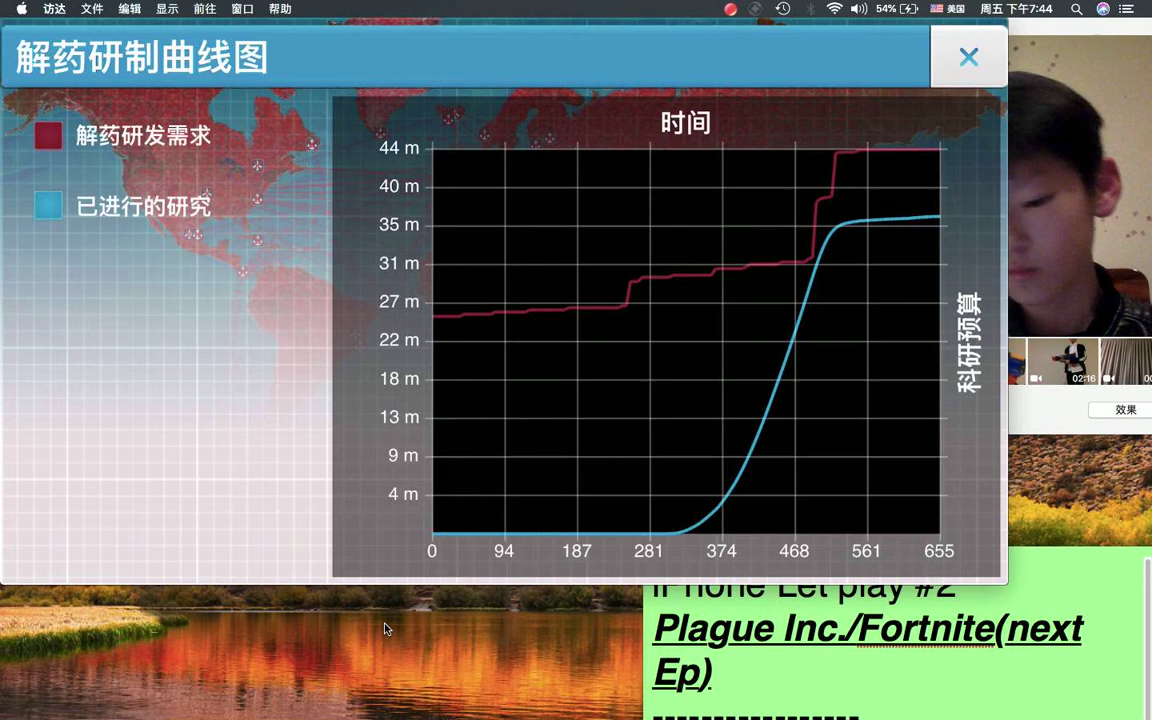 访达 文件 编辑 显示 前往 窗口 帮助 54% 美国 周五 下午7:44
解药研制曲线图
解药研发需求
已进行的研究
时间
44 m
40 m
35 m
31 m
27 m
22 m
18 m
13 m
9 m
4 m
0 94 187 281 374 468 561 655
科研预算
02:16
效果
iPhone Let play #2
Plague Inc./Fortnite(next
Ep)
-----------------